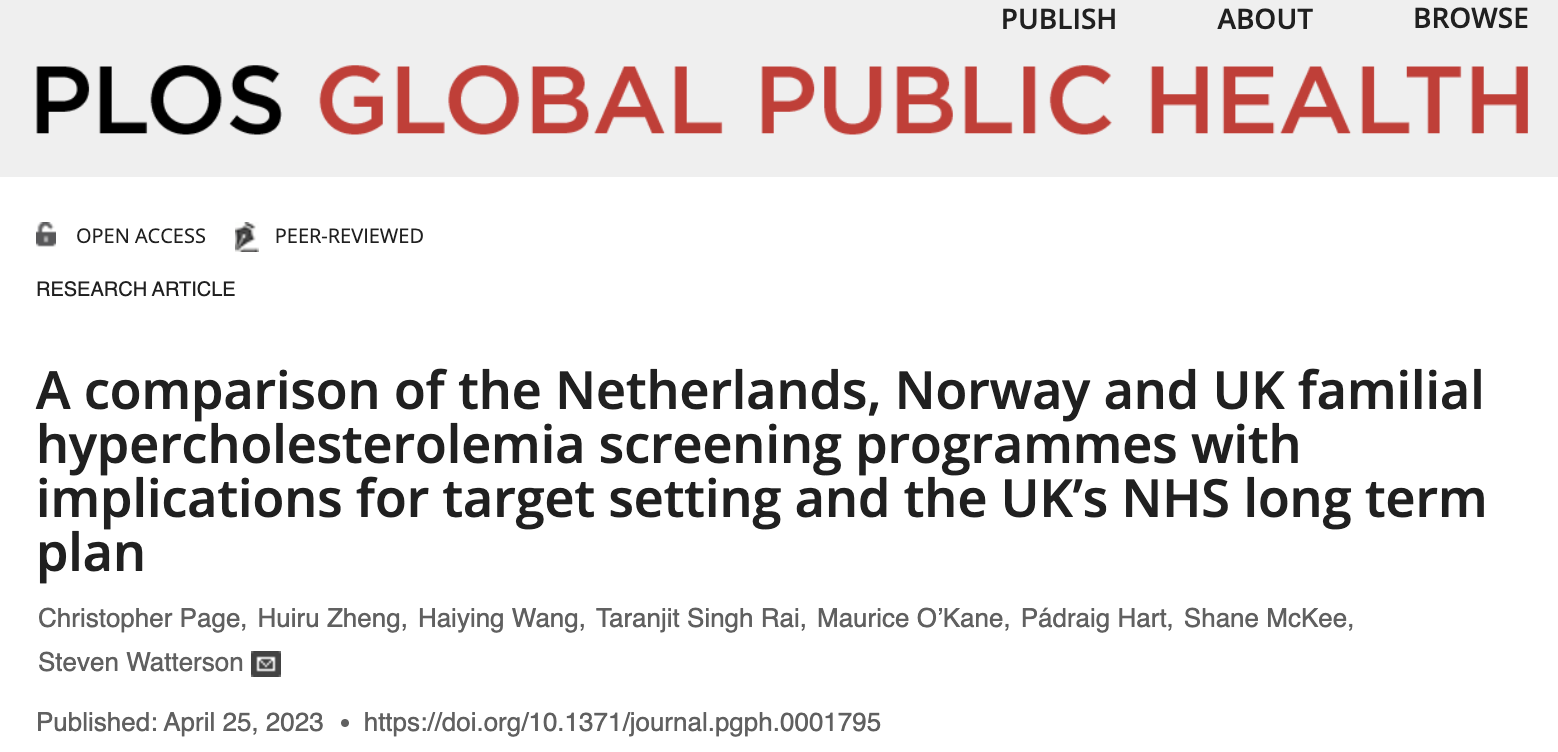 PUBLISH ABOUT BROWSE
PLOS GLOBAL PUBLIC HEALTH
OPEN ACCESS PEER-REVIEWED
RESEARCH ARTICLE
A comparison of the Netherlands, Norway and UK familial
hypercholesterolemia screening programmes with
implications for target setting and the UK’s NHS long term
plan
Christopher Page, Huiru Zheng, Haiying Wang, Taranjit Singh Rai, Maurice O’Kane, Pádraig Hart, Shane McKee,
Steven Watterson
Published: April 25, 2023 • https://doi.org/10.1371/journal.pgph.0001795